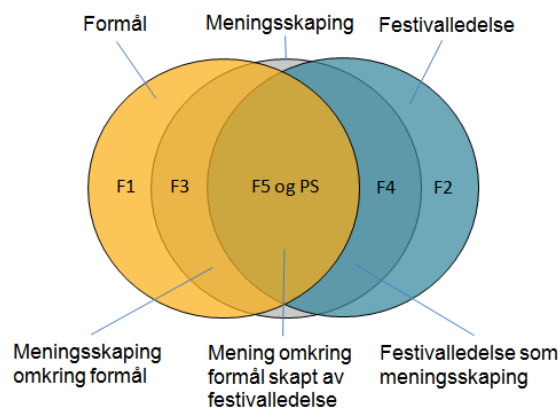 Formål
Meningsskaping
Festivalledelse
F1
F3
F5 og PS
F4
F2
Meningsskaping
omkring formål
Mening omkring
formål skapt av
festivalledelse
Festivalledelse som
meningsskaping